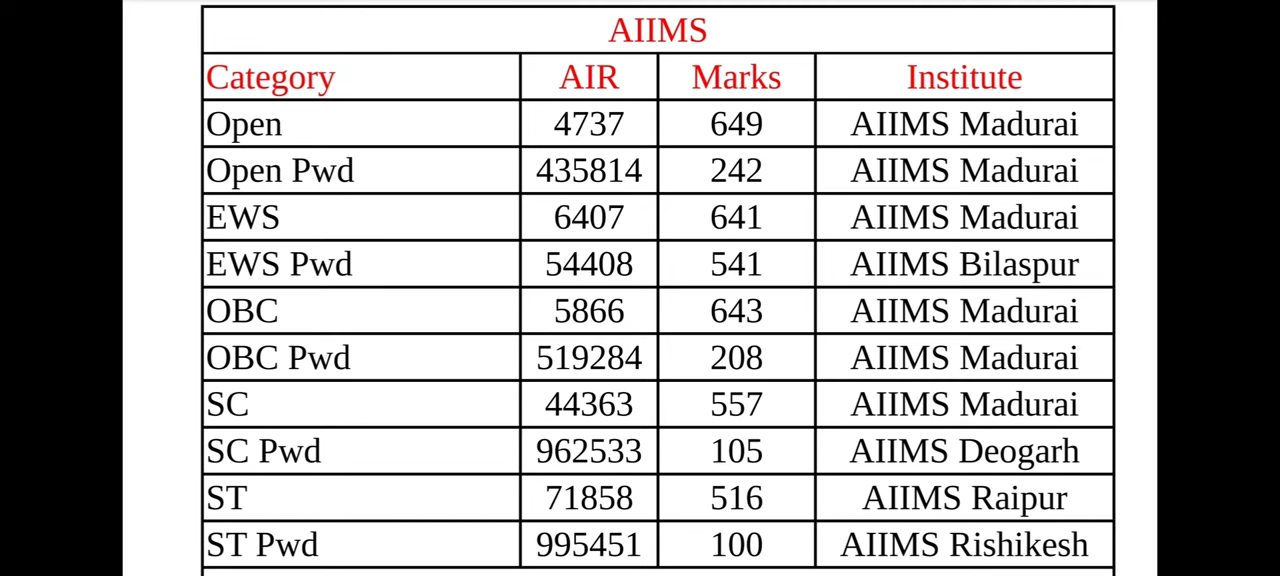 AIIMS
Category AIR Marks Institute
Open 4737 649 AIIMS Madurai
Open Pwd 435814 242 AIIMS Madurai
EWS 6407 641 AIIMS Madurai
EWS Pwd 54408 541 AIIMS Bilaspur
OBC 5866 643 AIIMS Madurai
OBC Pwd 519284 208 AIIMS Madurai
SC 44363 557 AIIMS Madurai
SC Pwd 962533 105 AIIMS Deogarh
ST 71858 516 AIIMS Raipur
ST Pwd 995451 100 AIIMS Rishikesh